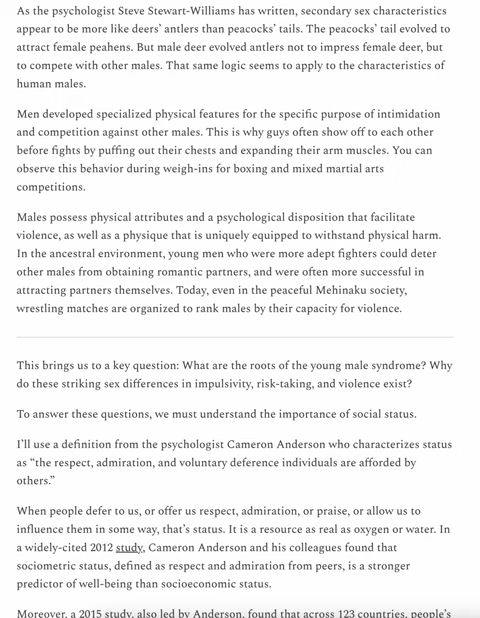 As the psychologist Steve Stewart-Williams has written, secondary sex characteristics
appear to be more like deers’ antlers than peacocks’ tails. The peacocks’ tail evolved to
attract female peahens. But male deer evolved antlers not to impress female deer, but
to compete with other males. That same logic seems to apply to the characteristics of
human males.
Men developed specialized physical features for the specific purpose of intimidation
and competition against other males. This is why guys often show off to each other
before fights by puffing out their chests and expanding their arm muscles. You can
observe this behavior during weigh-ins for boxing and mixed martial arts
competitions.
Males possess physical attributes and a psychological disposition that facilitate
violence, as well as a physique that is uniquely equipped to withstand physical harm.
In the ancestral environment, young men who were more adept fighters could deter
other males from obtaining romantic partners, and were often more successful in
attracting partners themselves. Today, even in the peaceful Mehinaku society,
wrestling matches are organized to rank males by their capacity for violence.
This brings us to a key question: What are the roots of the young male syndrome? Why
do these striking sex differences in impulsivity, risk-taking, and violence exist?
To answer these questions, we must understand the importance of social status.
I’ll use a definition from the psychologist Cameron Anderson who characterizes status
as “the respect, admiration, and voluntary deference individuals are afforded by
others.”
When people defer to us, or offer us respect, admiration, or praise, or allow us to
influence them in some way, that’s status. It is a resource as real as oxygen or water. In
a widely-cited 2012 study, Cameron Anderson and his colleagues found that
sociometric status, defined as respect and admiration from peers, is a stronger
predictor of well-being than socioeconomic status.
Moreover, a 2015 study, also led by Anderson, found that across 123 countries, people’s